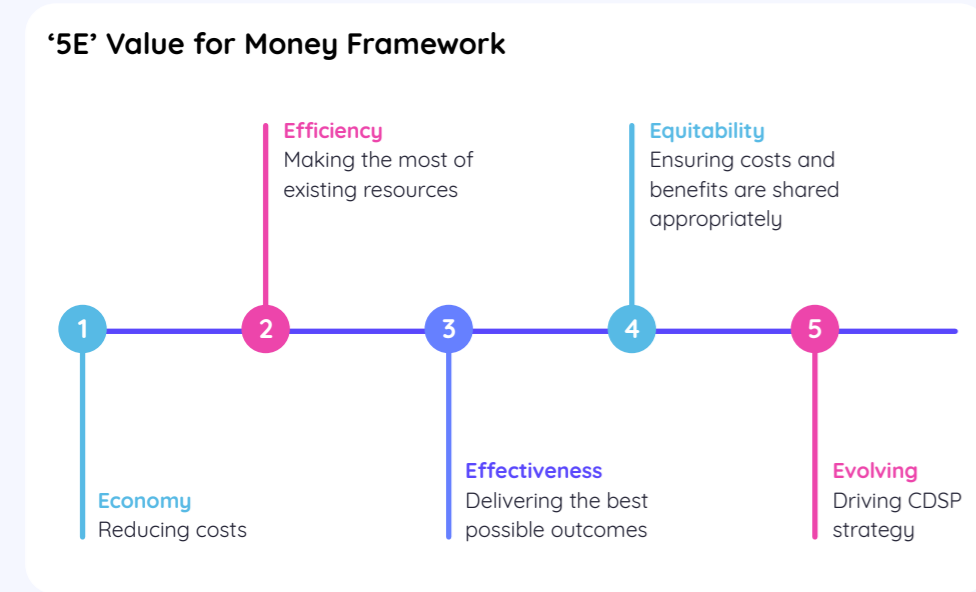 ‘5E’ Value for Money Framework
1
Economy
Reducing costs
2
Efficiency
Making the most of
existing resources
3
Effectiveness
Delivering the best
possible outcomes
4
Equitability
Ensuring costs and
benefits are shared
appropriately
5
Evolving
Driving CDSP
strategy